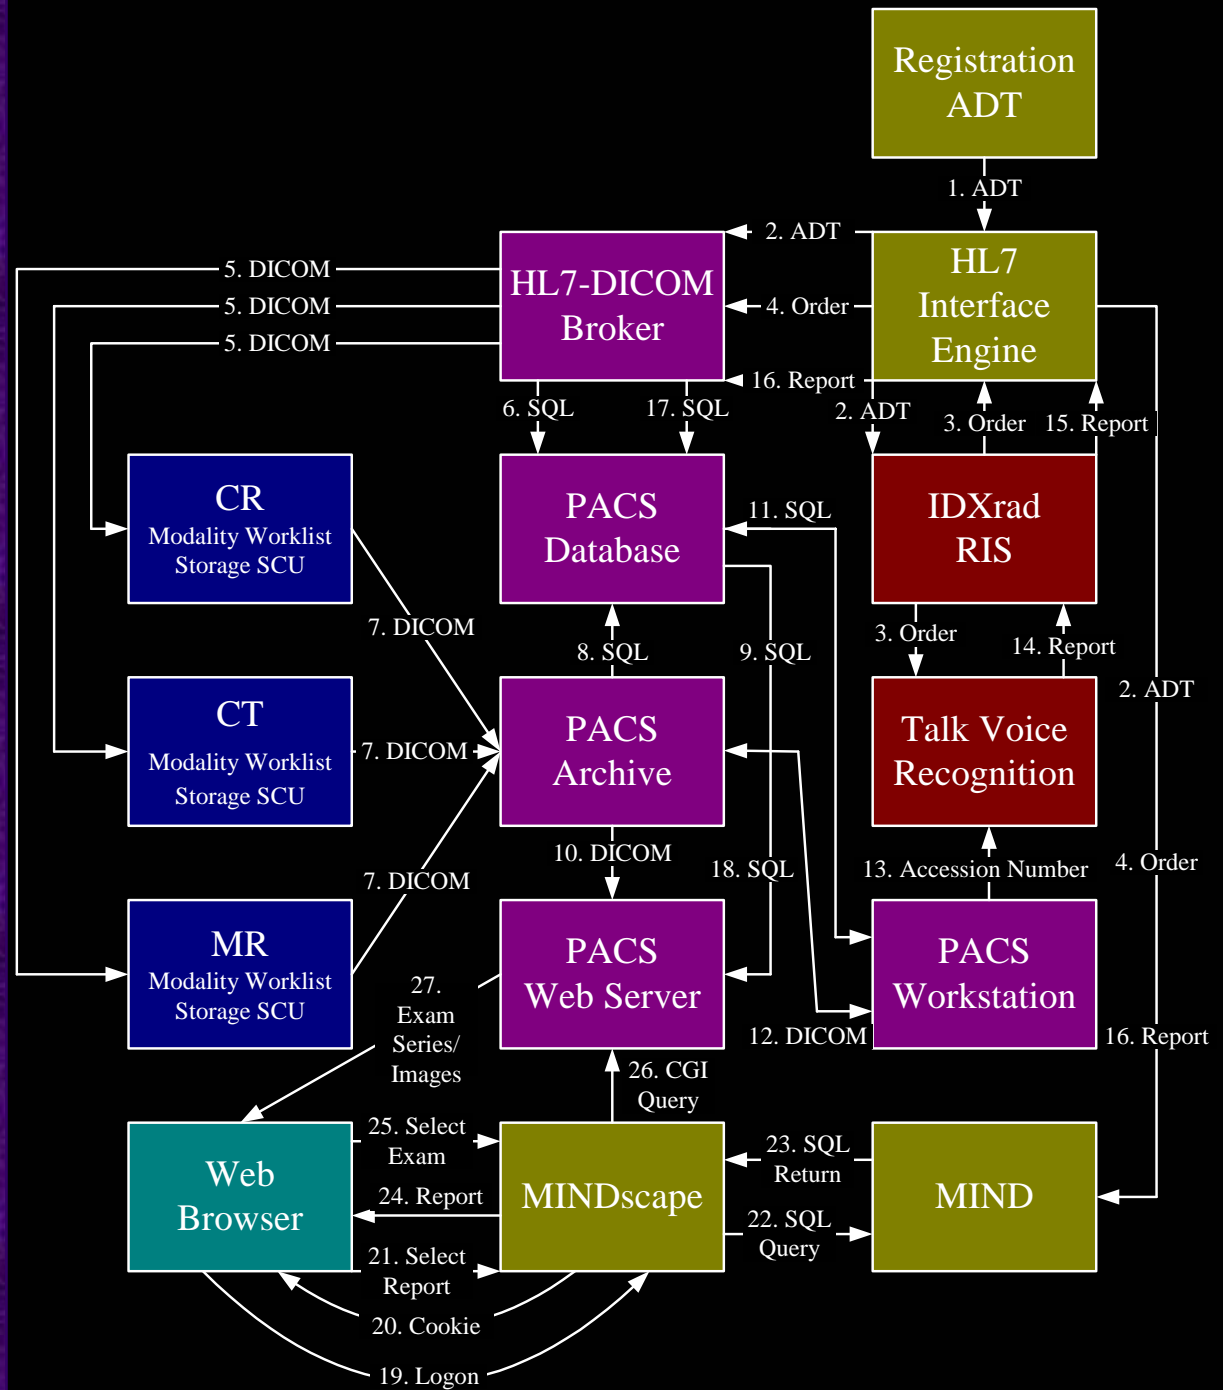 Registration
ADT
1. ADT
2. ADT
HL7-DICOM
Broker
HL7
Interface
Engine
5. DICOM
5. DICOM
5. DICOM
4. Order
16. Report
6. SQL
17. SQL
2. ADT
3. Order
15. Report
CR
Modality Worklist
Storage SCU
PACS
Database
11. SQL
IDXrad
RIS
7. DICOM
8. SQL
9. SQL
3. Order
14. Report
2. ADT
CT
Modality Worklist
Storage SCU
7. DICOM
PACS
Archive
Talk Voice
Recognition
7. DICOM
10. DICOM
18. SQL
13. Accession Number
4. Order
MR
Modality Worklist
Storage SCU
PACS
Web Server
PACS
Workstation
27.
Exam
Series/
Images
12. DICOM
16. Report
26. CGI
Query
Web
Browser
25. Select
Exam
24. Report
21. Select
Report
MINDscape
23. SQL
Return
22. SQL
Query
MIND
20. Cookie
19. Logon